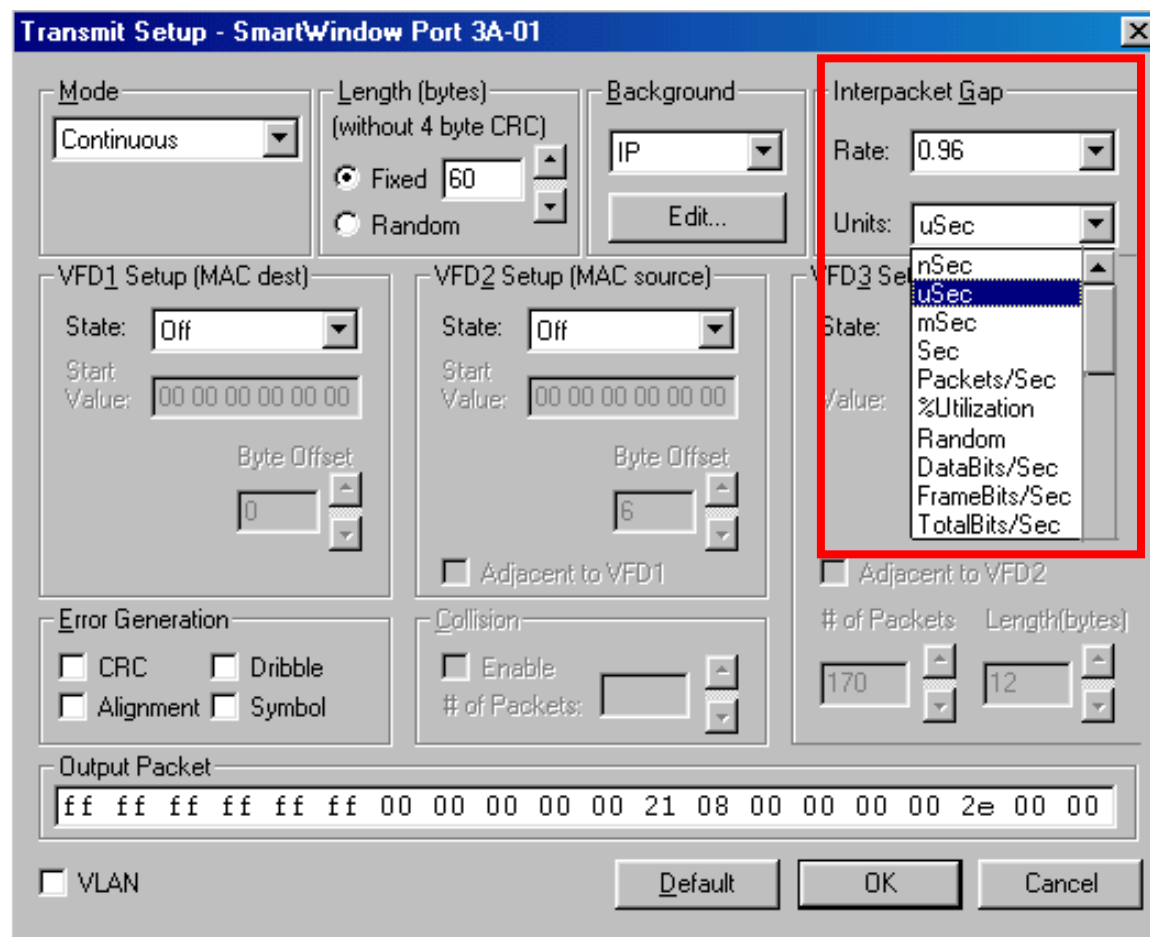 Transmit Setup - SmartWindow Port 3A-01
Mode
Continuous
Length (bytes)
(without 4 byte CRC)
Fixed 60
Random
Background
IP
Edit...
Interpacket Gap
Rate: 0.96
Units: uSec
nSec
uSec
mSec
Sec
Packets/Sec
%Utilization
Random
DataBits/Sec
FrameBits/Sec
TotalBits/Sec
VFD1 Setup (MAC dest)
State: Off
Start
Value: 00 00 00 00 00 00
Byte Offset
0
VFD2 Setup (MAC source)
State: Off
Start
Value: 00 00 00 00 00 00
Byte Offset
6
Adjacent to VFD1
VFD3
State:
Value:
Adjacent to VFD2
# of Packets Length(bytes)
170 12
Error Generation
CRC Dribble
Alignment Symbol
Collision
Enable
# of Packets:
Output Packet
ff ff ff ff ff ff 00 00 00 00 00 21 08 00 00 00 00 2e 00 00
VLAN
Default OK Cancel